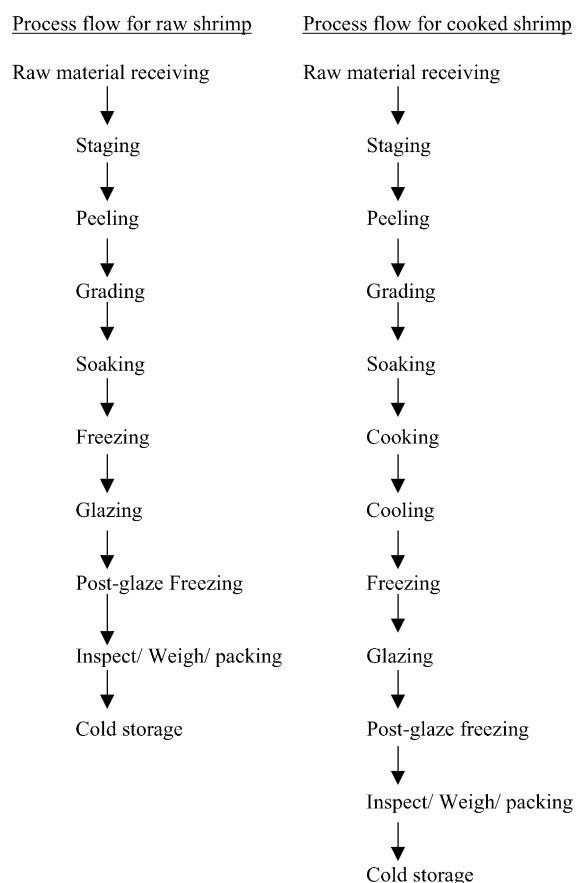 Process flow for raw shrimp
Raw material receiving
Staging
Peeling
Grading
Soaking
Freezing
Glazing
Post-glaze Freezing
Inspect/ Weigh/ packing
Cold storage
Process flow for cooked shrimp
Raw material receiving
Staging
Peeling
Grading
Soaking
Cooking
Cooling
Freezing
Glazing
Post-glaze freezing
Inspect/ Weigh/ packing
Cold storage